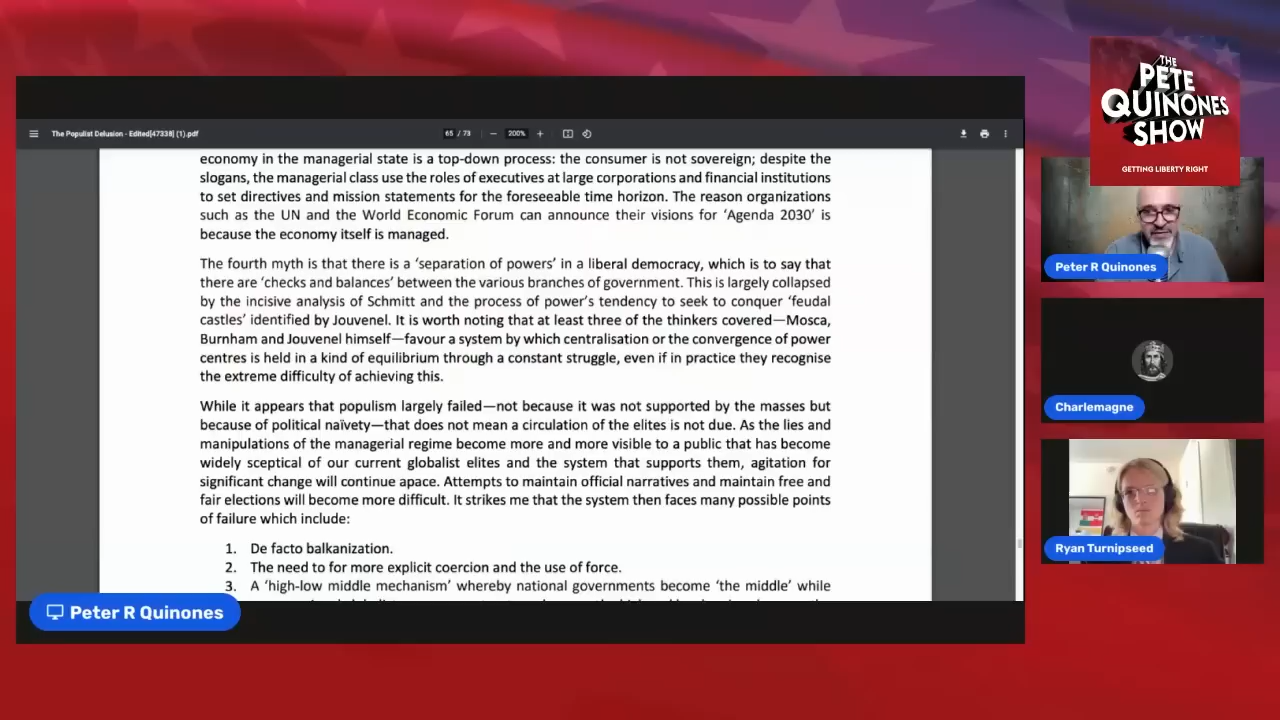 The Populist Delusion - Edited[47338] (1).pdf
65 / 73
200%
economy in the managerial state is a top-down process: the consumer is not sovereign; despite the
slogans, the managerial class use the roles of executives at large corporations and financial institutions
to set directives and mission statements for the foreseeable time horizon. The reason organizations
such as the UN and the World Economic Forum can announce their visions for ‘Agenda 2030’ is
because the economy itself is managed.
The fourth myth is that there is a ‘separation of powers’ in a liberal democracy, which is to say that
there are ‘checks and balances’ between the various branches of government. This is largely collapsed
by the incisive analysis of Schmitt and the process of power’s tendency to seek to conquer ‘feudal
castles’ identified by Jouvenel. It is worth noting that at least three of the thinkers covered—Mosca,
Burnham and Jouvenel himself—favour a system by which centralisation or the convergence of power
centres is held in a kind of equilibrium through a constant struggle, even if in practice they recognise
the extreme difficulty of achieving this.
While it appears that populism largely failed—not because it was not supported by the masses but
because of political naïvety—that does not mean a circulation of the elites is not due. As the lies and
manipulations of the managerial regime become more and more visible to a public that has become
widely sceptical of our current globalist elites and the system that supports them, agitation for
significant change will continue apace. Attempts to maintain official narratives and maintain free and
fair elections will become more difficult. It strikes me that the system then faces many possible points
of failure which include:
1. De facto balkanization.
2. The need to for more explicit coercion and the use of force.
3. A ‘high-low middle mechanism’ whereby national governments become ‘the middle’ while
Peter R Quinones
THE
PETE
QUINONES
SHOW
GETTING LIBERTY RIGHT
Peter R Quinones
Charlemagne
Ryan Turnipseed